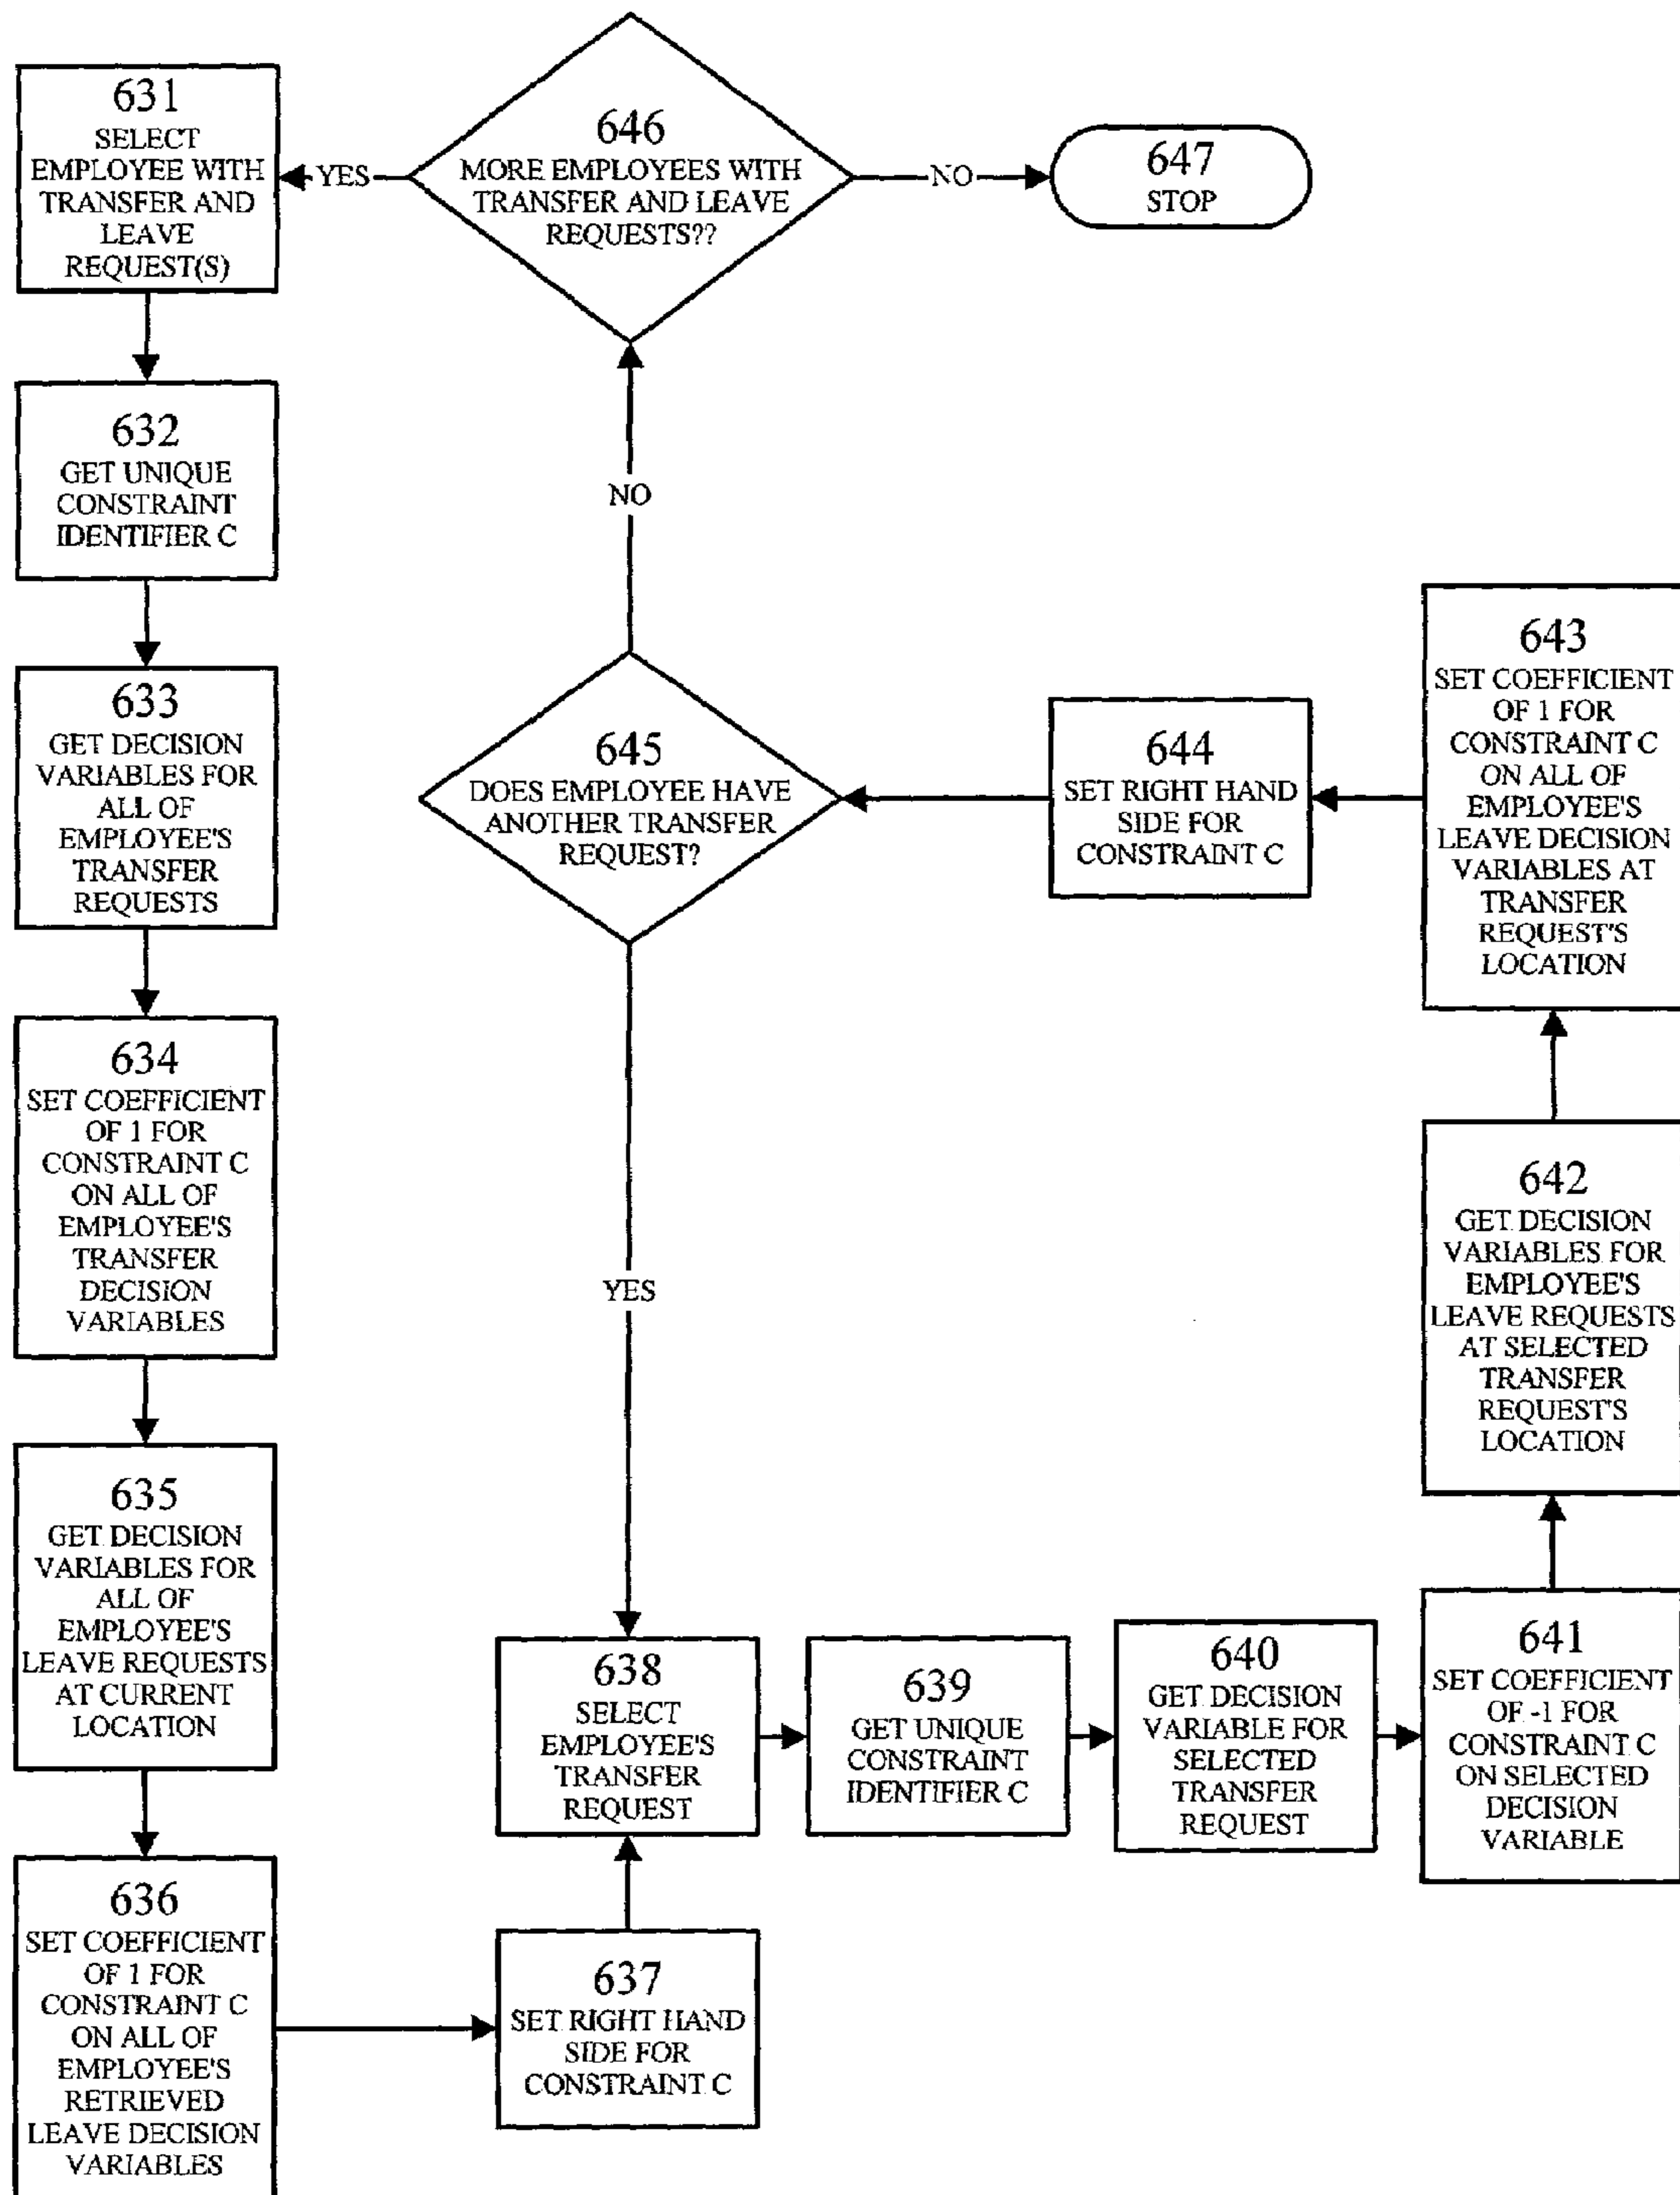 631
SELECT
EMPLOYEE WITH
TRANSFER AND
LEAVE
REQUEST(S)
YES
646
MORE EMPLOYEES WITH
TRANSFER AND LEAVE
REQUESTS??
NO
647
STOP
632
GET UNIQUE
CONSTRAINT
IDENTIFIER C
NO
633
GET DECISION
VARIABLES FOR
ALL OF
EMPLOYEE'S
TRANSFER
REQUESTS
645
DOES EMPLOYEE HAVE
ANOTHER TRANSFER
REQUEST?
644
SET RIGHT HAND
SIDE FOR
CONSTRAINT C
643
SET COEFFICIENT
OF 1 FOR
CONSTRAINT C
ON ALL OF
EMPLOYEE'S
LEAVE DECISION
VARIABLES AT
TRANSFER
REQUEST'S
LOCATION
634
SET COEFFICIENT
OF 1 FOR
CONSTRAINT C
ON ALL OF
EMPLOYEE'S
TRANSFER
DECISION
VARIABLES
YES
642
GET DECISION
VARIABLES FOR
EMPLOYEE'S
LEAVE REQUESTS
AT SELECTED
TRANSFER
REQUEST'S
LOCATION
635
GET DECISION
VARIABLES FOR
ALL OF
EMPLOYEE'S
LEAVE REQUESTS
AT CURRENT
LOCATION
638
SELECT
EMPLOYEE'S
TRANSFER
REQUEST
639
GET UNIQUE
CONSTRAINT
IDENTIFIER C
640
GET DECISION
VARIABLE FOR
SELECTED
TRANSFER
REQUEST
641
SET COEFFICIENT
OF -1 FOR
CONSTRAINT C
ON SELECTED
DECISION
VARIABLE
636
SET COEFFICIENT
OF 1 FOR
CONSTRAINT C
ON ALL OF
EMPLOYEE'S
RETRIEVED
LEAVE DECISION
VARIABLES
637
SET RIGHT HAND
SIDE FOR
CONSTRAINT C